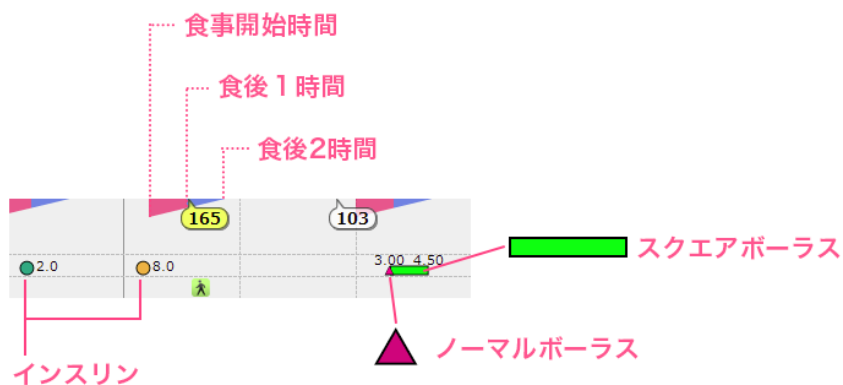 食事開始時間
食後１時間
食後2時間
165
103
2.0
8.0
3.00 4.50
スクエアボーラス
ノーマルボーラス
インスリン